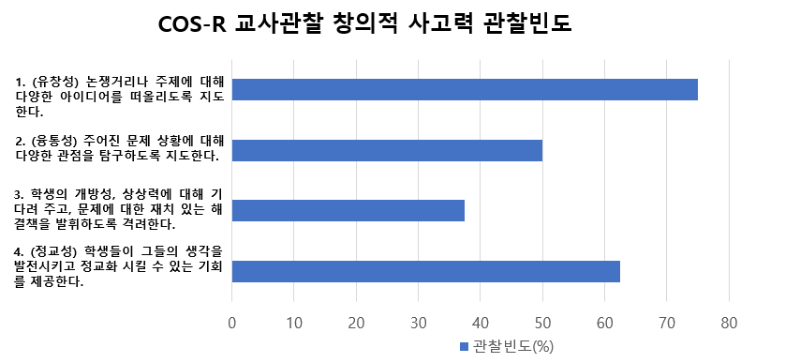 COS-R 교사관찰 창의적 사고력 관찰빈도
1. (유창성) 논쟁거리나 주제에 대해
다양한 아이디어를 떠올리도록 지도
한다.
2. (융통성) 주어진 문제 상황에 대해
다양한 관점을 탐구하도록 지도한다.
3. 학생의 개방성, 상상력에 대해 기
다려 주고, 문제에 대한 재치 있는 해
결책을 발휘하도록 격려한다.
4. (정교성) 학생들이 그들의 생각을
발전시키고 정교화 시킬 수 있는 기회
를 제공한다.
0 10 20 30 40 50 60 70 80
관찰빈도(%)